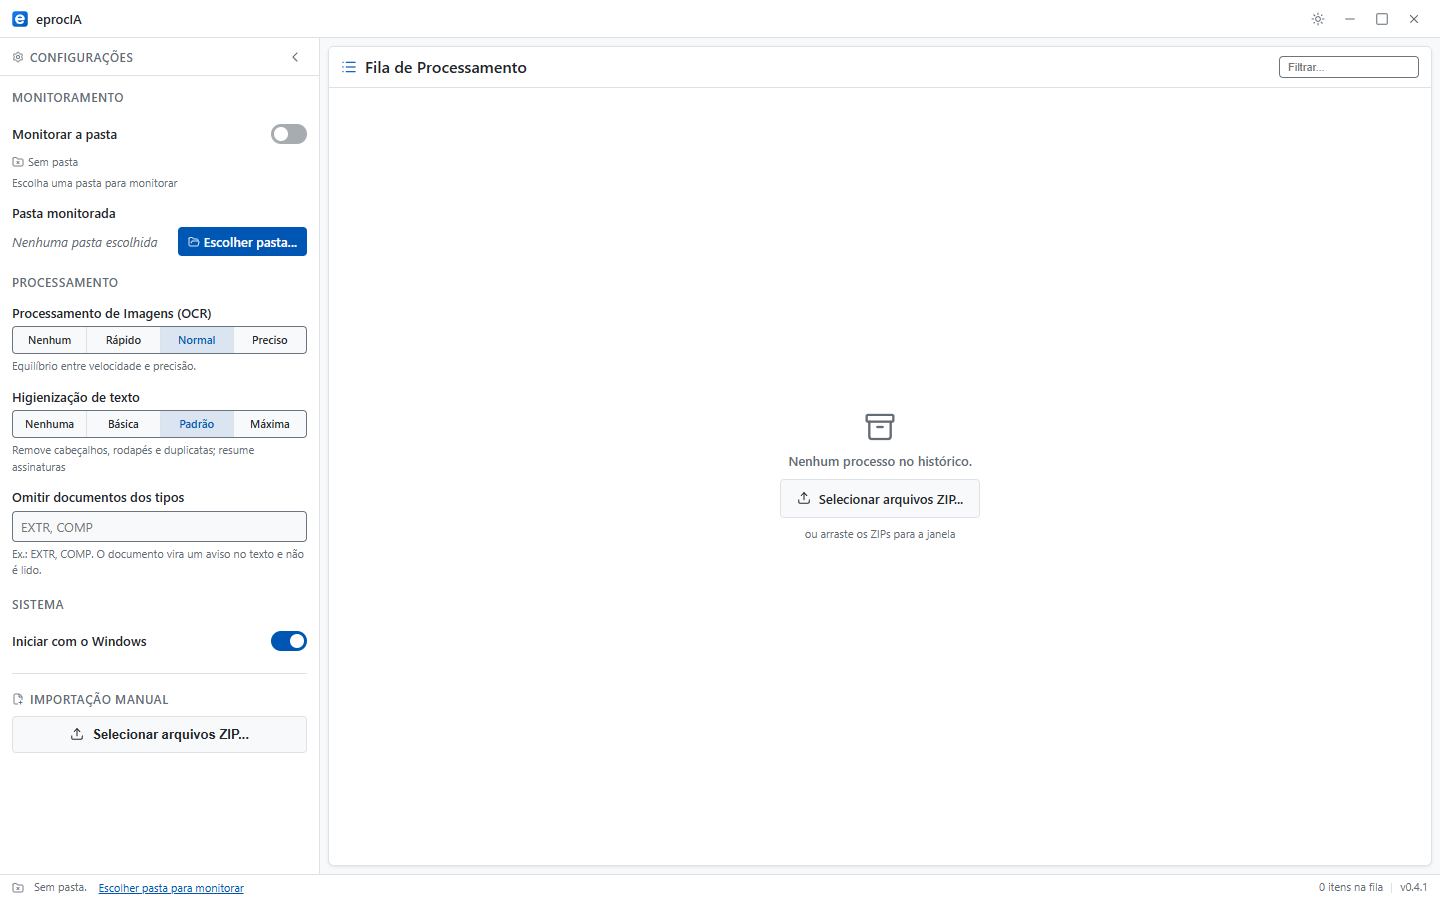 eprocIA
CONFIGURAÇÕES
MONITORAMENTO
Monitorar a pasta
Sem pasta
Escolha uma pasta para monitorar
Pasta monitorada
Nenhuma pasta escolhida
Escolher pasta...
PROCESSAMENTO
Processamento de Imagens (OCR)
Nenhum Rápido Normal Preciso
Equilíbrio entre velocidade e precisão.
Higienização de texto
Nenhuma Básica Padrão Máxima
Remove cabeçalhos, rodapés e duplicatas; resume
assinaturas
Omitir documentos dos tipos
EXTR, COMP
Ex.: EXTR, COMP. O documento vira um aviso no texto e não
é lido.
SISTEMA
Iniciar com o Windows
IMPORTAÇÃO MANUAL
Selecionar arquivos ZIP...
Fila de Processamento
Filtrar...
Nenhum processo no histórico.
Selecionar arquivos ZIP...
ou arraste os ZIPs para a janela
Sem pasta. Escolher pasta para monitorar
0 itens na fila v0.4.1